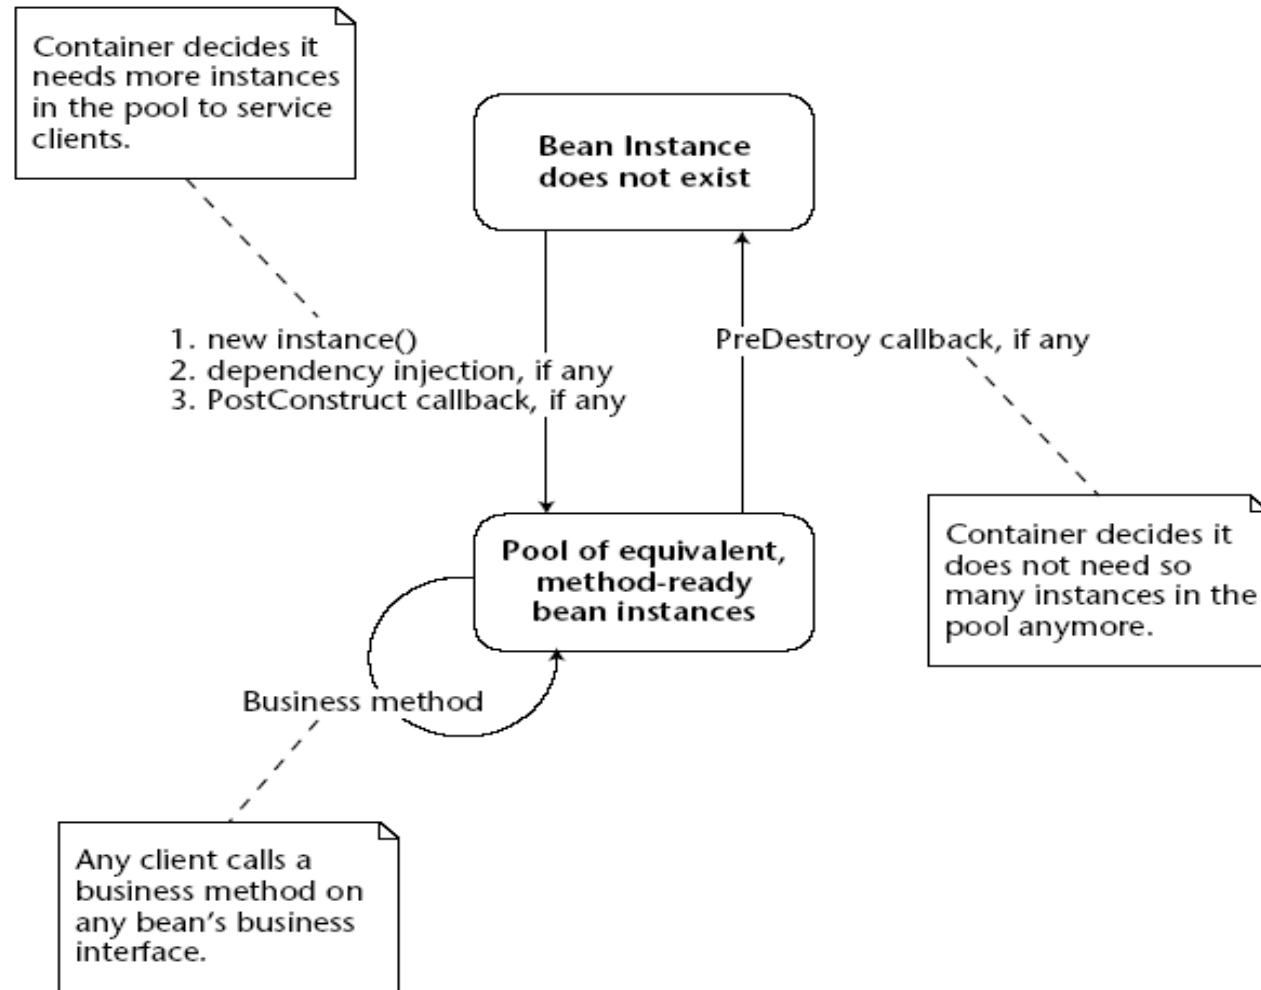 Container decides it
needs more instances
in the pool to service
clients.
Bean Instance
does not exist
1. new instance()
2. dependency injection, if any
3. PostConstruct callback, if any
PreDestroy callback, if any
Pool of equivalent,
method-ready
bean instances
Container decides it
does not need so
many instances in the
pool anymore.
Business method
Any client calls a
business method on
any bean’s business
interface.